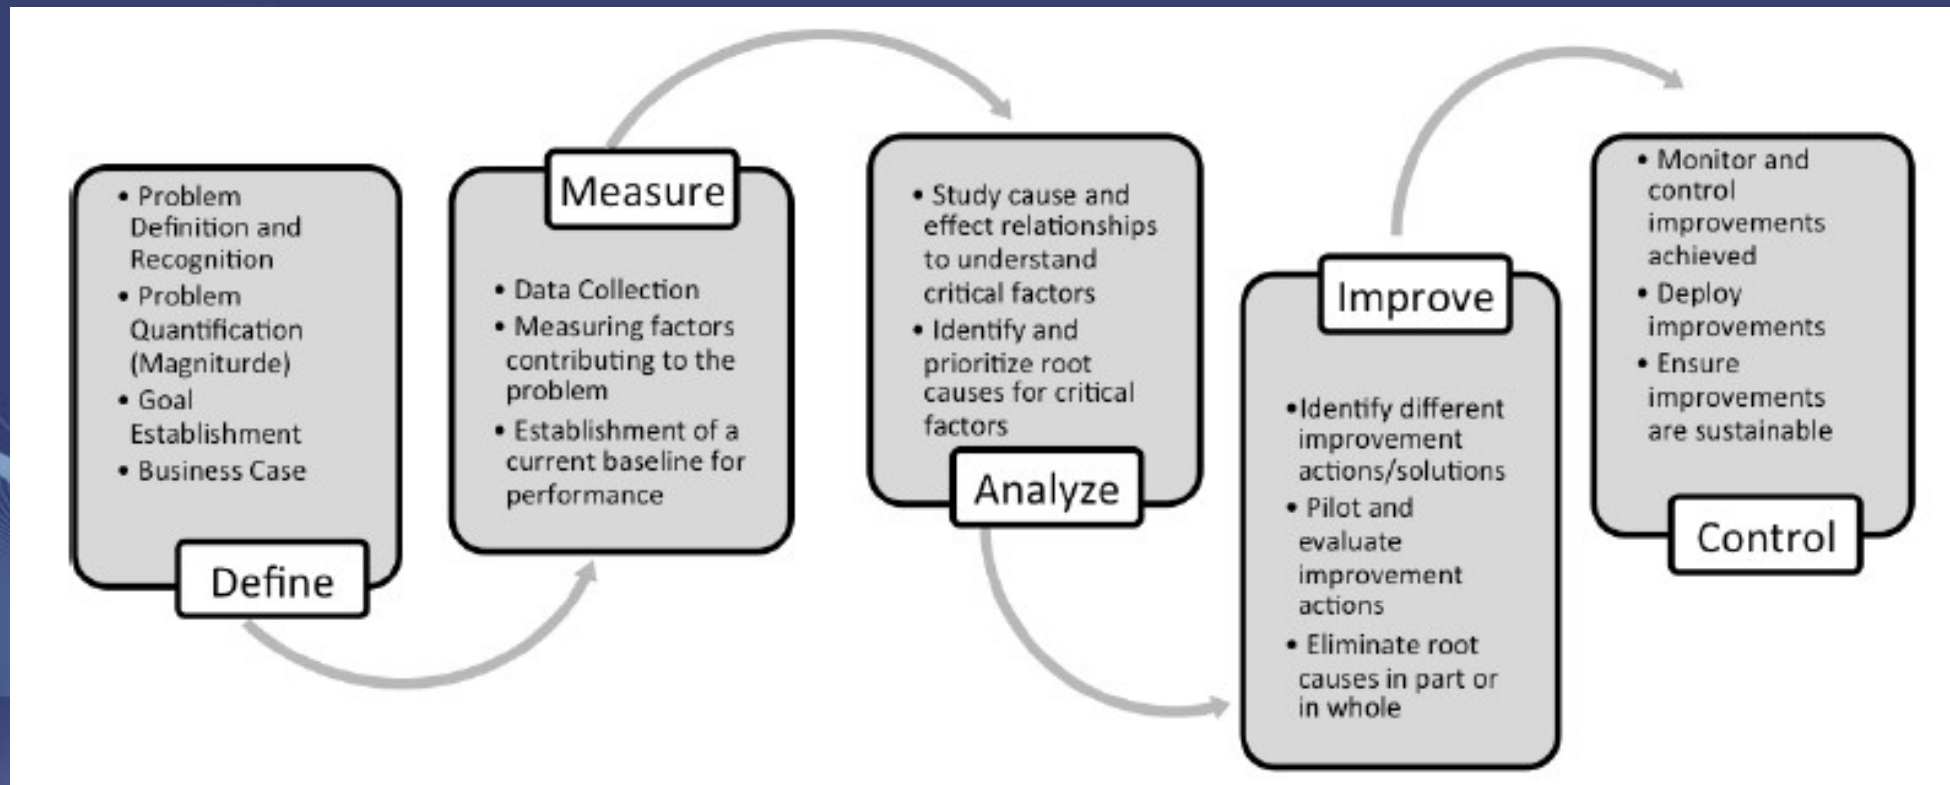 • Problem
Definition and
Recognition
• Problem
Quantification
(Magniturde)
• Goal
Establishment
• Business Case
Define
Measure
• Data Collection
• Measuring factors
contributing to the
problem
• Establishment of a
current baseline for
performance
• Study cause and
effect relationships
to understand
critical factors
• Identify and
prioritize root
causes for critical
factors
Analyze
Improve
•Identify different
improvement
actions/solutions
• Pilot and
evaluate
improvement
actions
• Eliminate root
causes in part or
in whole
• Monitor and
control
improvements
achieved
• Deploy
improvements
• Ensure
improvements
are sustainable
Control